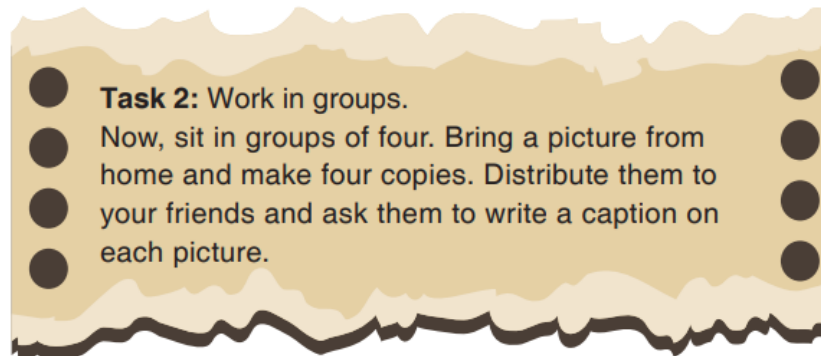 Task 2: Work in groups.
Now, sit in groups of four. Bring a picture from
home and make four copies. Distribute them to
your friends and ask them to write a caption on
each picture.